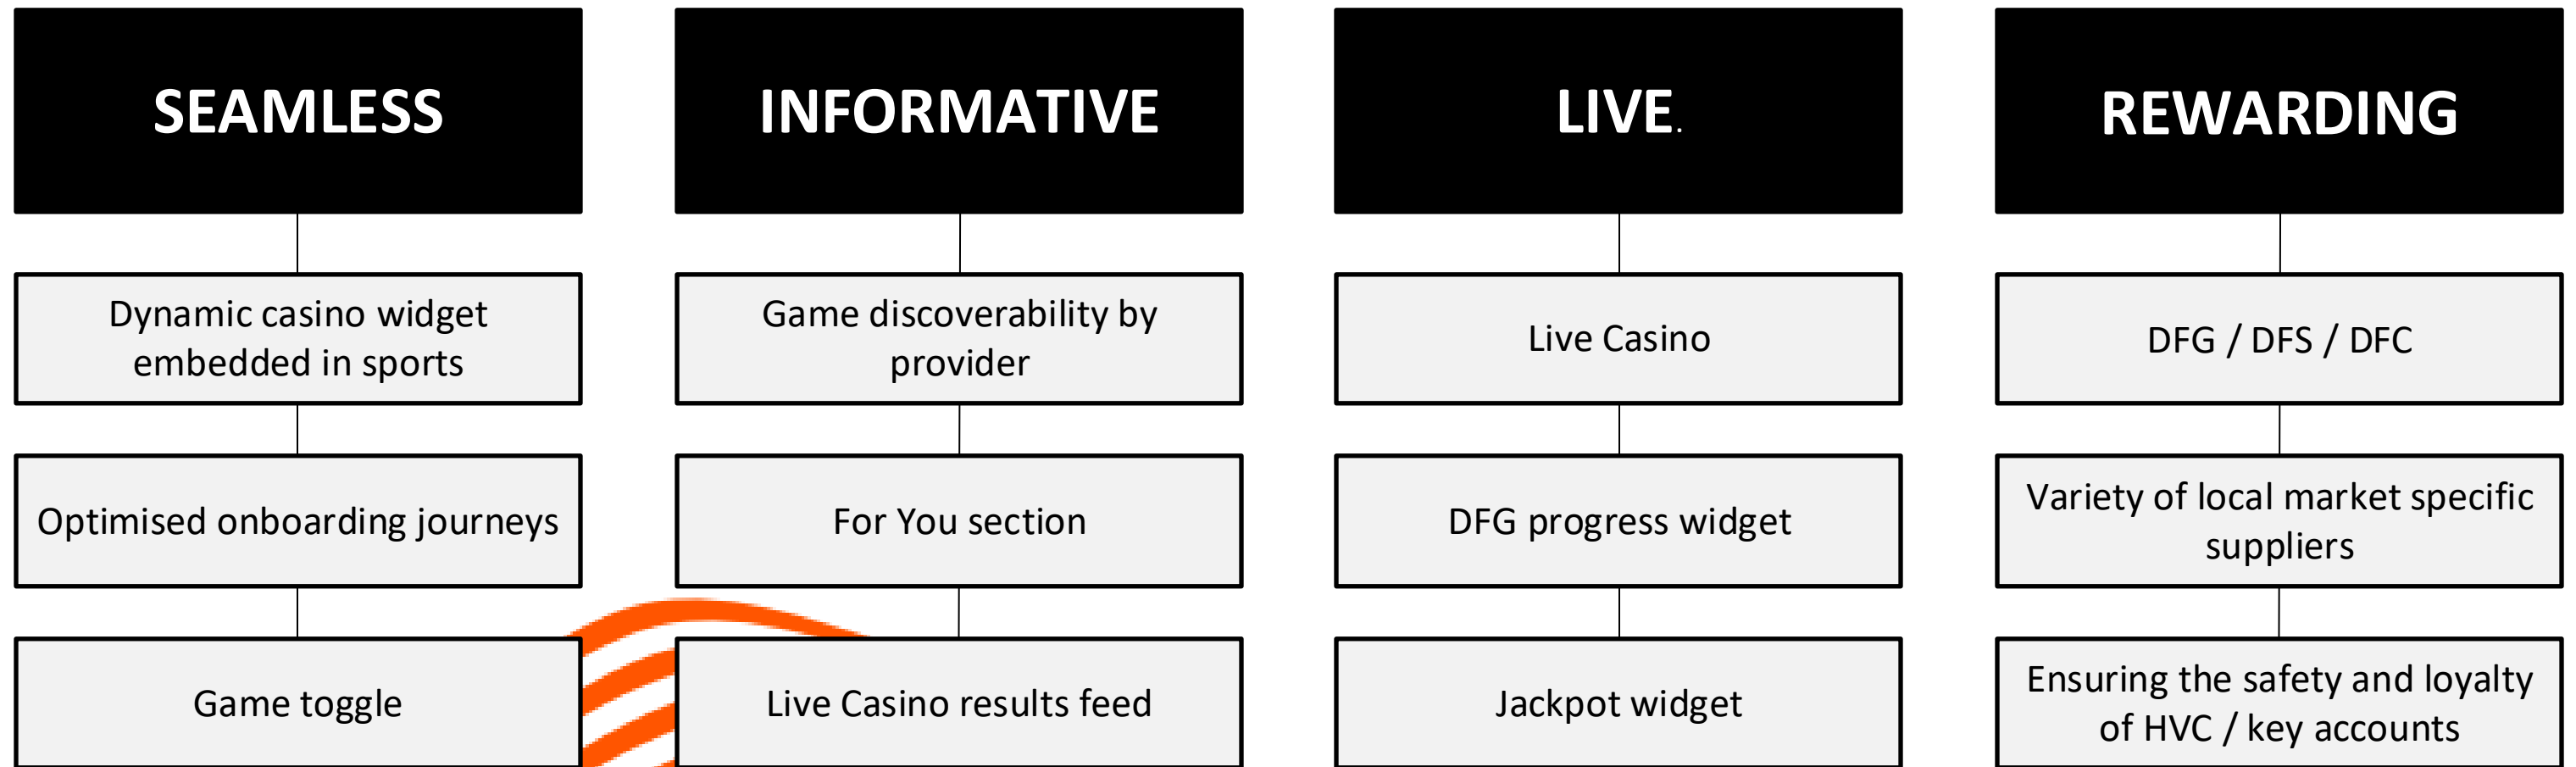 SEAMLESS
Dynamic casino widget
embedded in sports
Optimised onboarding journeys
Game toggle
INFORMATIVE
Game discoverability by
provider
For You section
Live Casino results feed
LIVE.
Live Casino
DFG progress widget
Jackpot widget
REWARDING
DFG / DFS / DFC
Variety of local market specific
suppliers
Ensuring the safety and loyalty
of HVC / key accounts